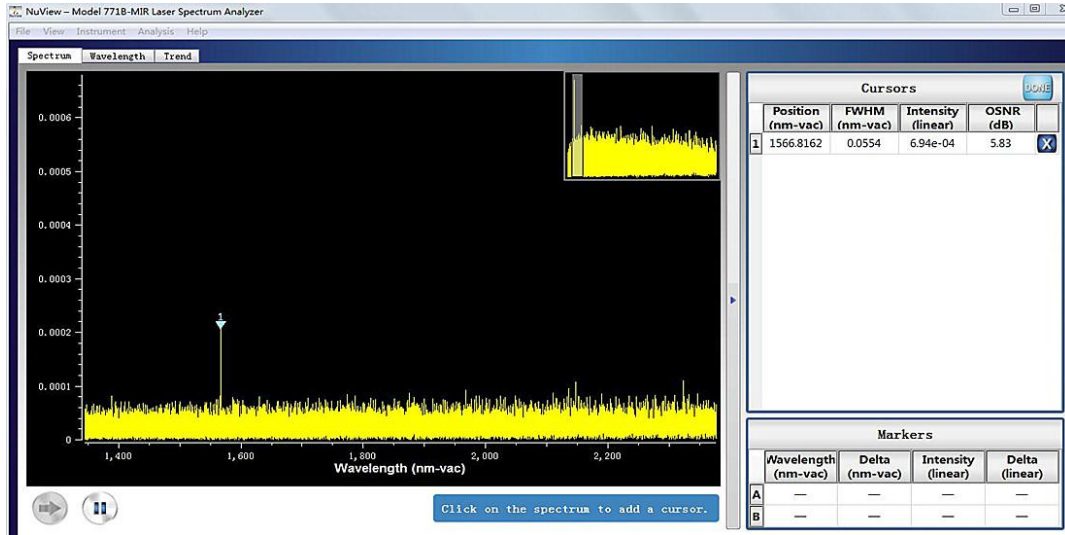 NuView – Model 771B-MIR Laser Spectrum Analyzer
File View Instrument Analysis Help
Spectrum Wavelength Trend
0.0006
0.0005
0.0004
0.0003
0.0002
0.0001
0
1
1,400 1,600 1,800 2,000 2,200
Wavelength (nm-vac)
Click on the spectrum to add a cursor.
Cursors DONE
Position (nm-vac) FWHM (nm-vac) Intensity (linear) OSNR (dB)
1 1566.8162 0.0554 6.94e-04 5.83 X
Markers
Wavelength (nm-vac) Delta (nm-vac) Intensity (linear) Delta (linear)
A — — — —
B — — — —